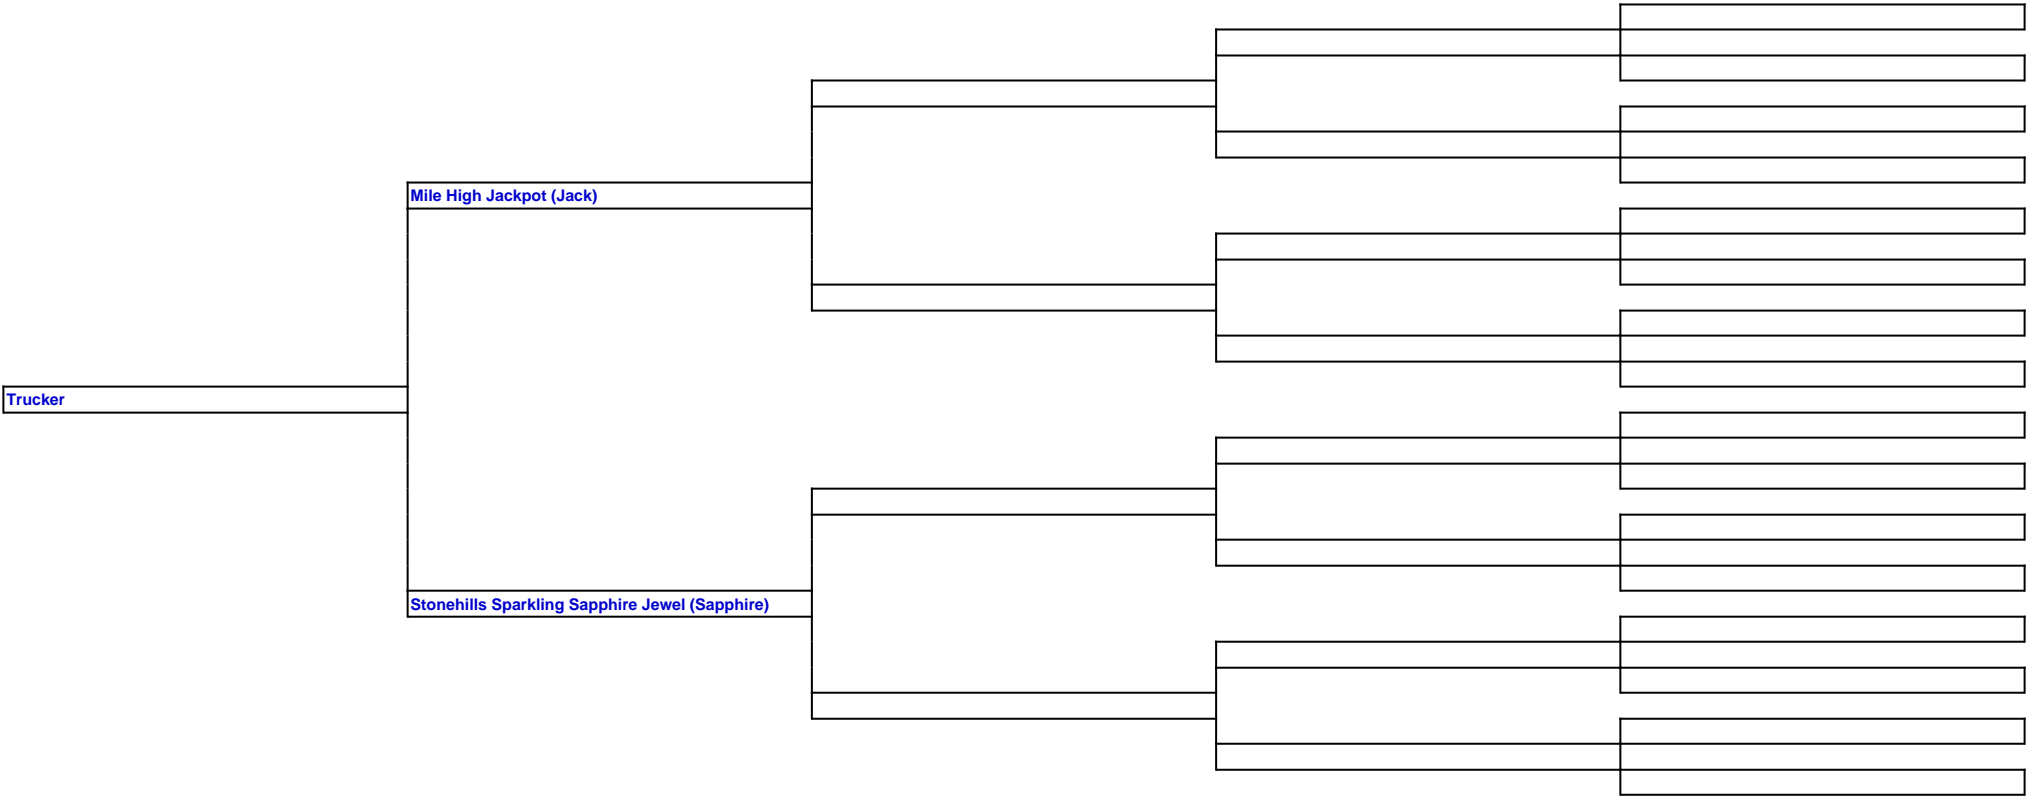 Mile High Jackpot (Jack)
Trucker
Stonehills Sparkling Sapphire Jewel (Sapphire)